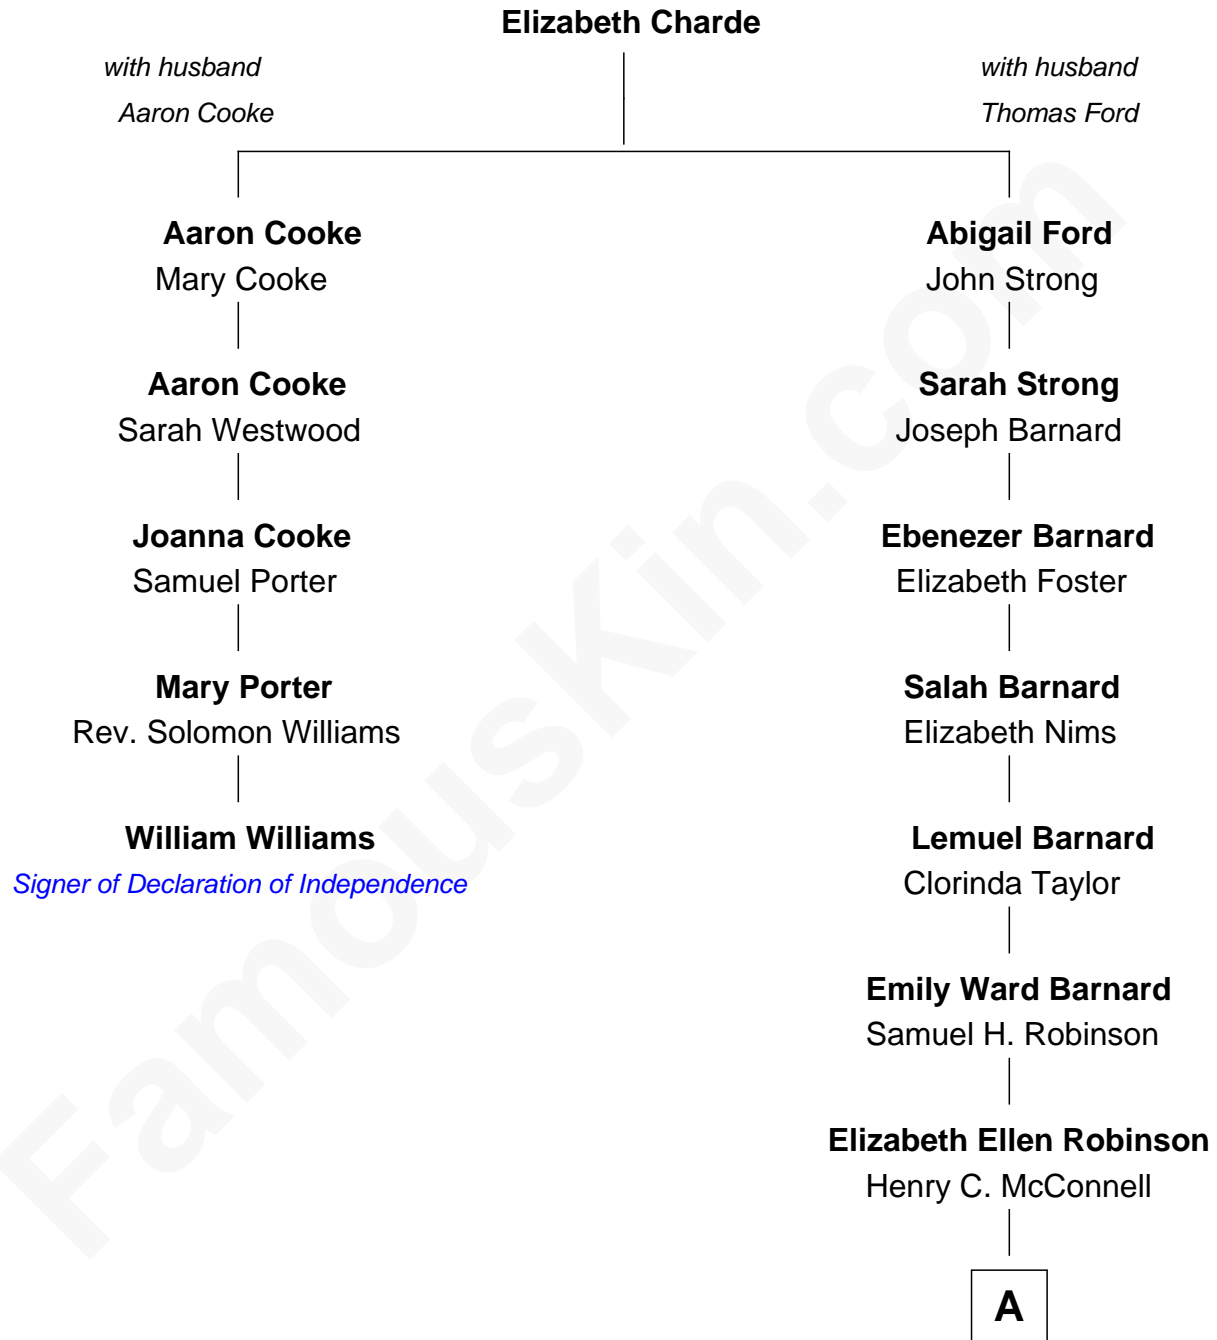 Elizabeth Charde
with husband
Aaron Cooke
with husband
Thomas Ford
Aaron Cooke
Mary Cooke
Aaron Cooke
Sarah Westwood
Joanna Cooke
Samuel Porter
Mary Porter
Rev. Solomon Williams
William Williams
Signer of Declaration of Independence
Abigail Ford
John Strong
Sarah Strong
Joseph Barnard
Ebenezer Barnard
Elizabeth Foster
Salah Barnard
Elizabeth Nims
Lemuel Barnard
Clorinda Taylor
Emily Ward Barnard
Samuel H. Robinson
Elizabeth Ellen Robinson
Henry C. McConnell
A
FamousKin.com